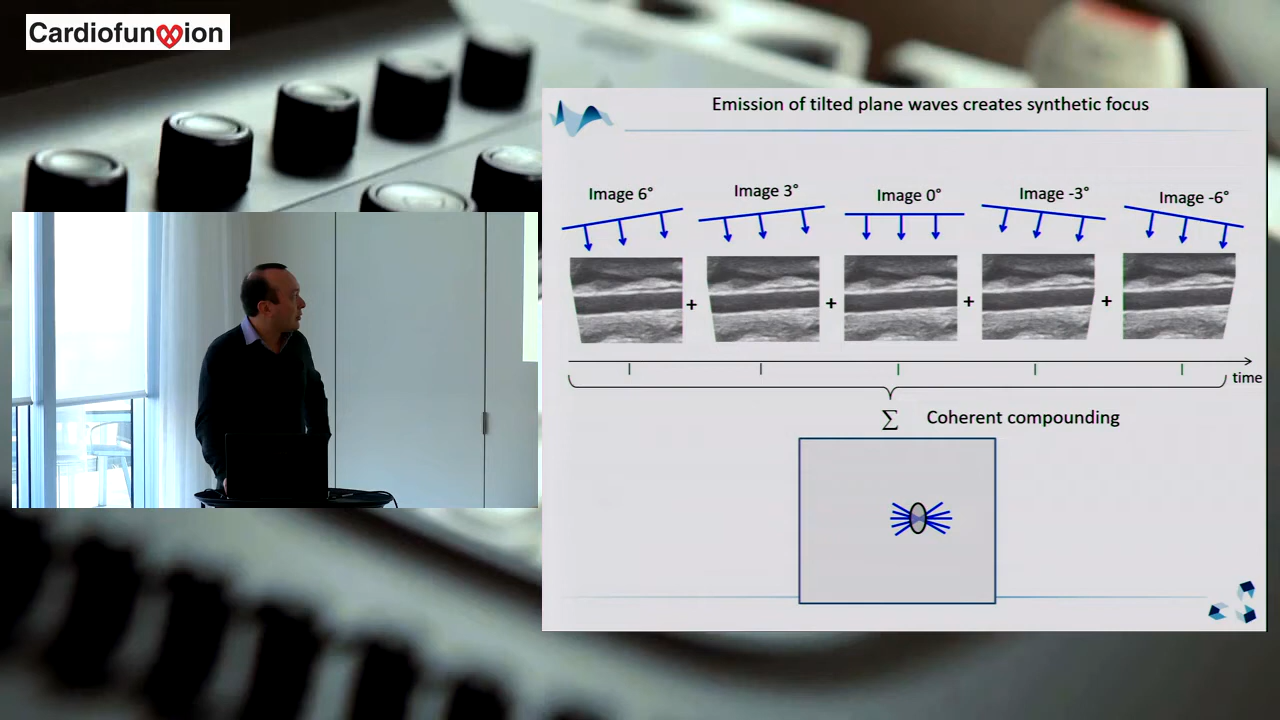 Cardiofunxion
Emission of tilted plane waves creates synthetic focus
Image 6°
Image 3°
Image 0°
Image -3°
Image -6°
+ + + +
time
∑ Coherent compounding